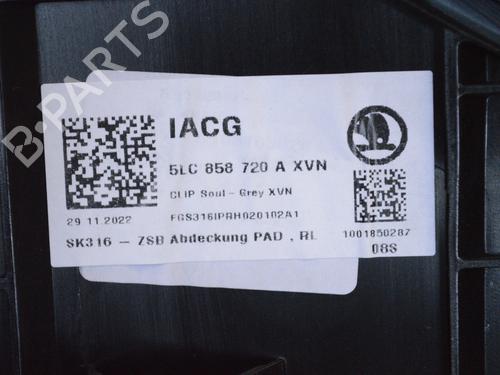 B-PARTS
IACG
5LC 858 720 A XVN
CLIP Soul - Grey XVN
29 11.2022
FGS316IPRH020102A1
1001850287
SK316 - ZSB Abdeckung PAD , RL
08S